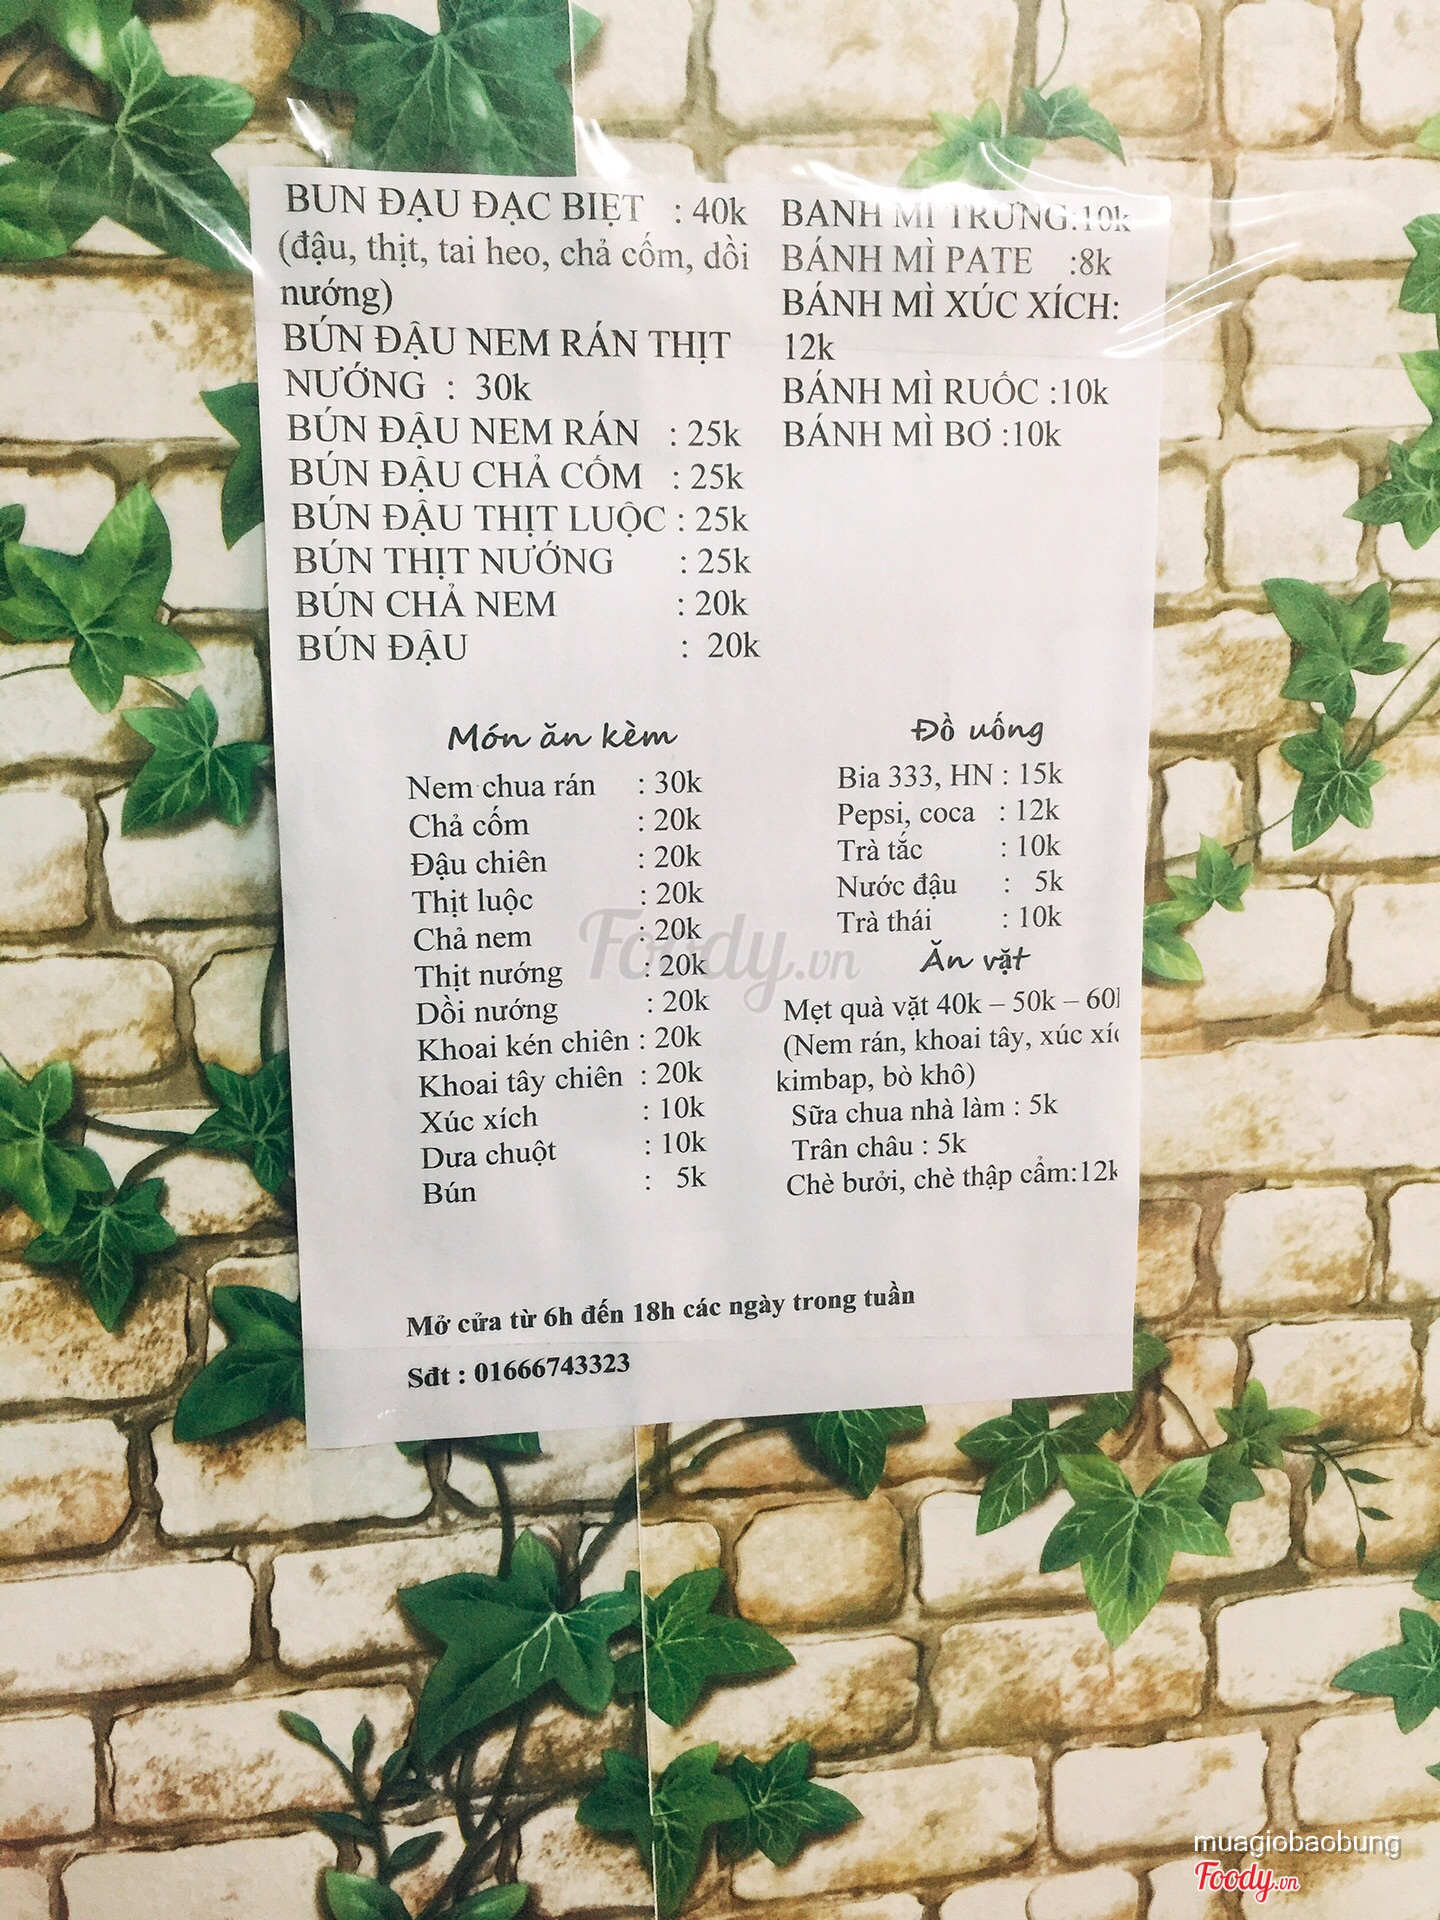 BUN ĐẬU ĐẶC BIỆT : 40k
(đậu, thịt, tai heo, chả cốm, dồi
nướng)
BÚN ĐẬU NEM RÁN THỊT
NƯỚNG : 30k
BÚN ĐẬU NEM RÁN : 25k
BÚN ĐẬU CHẢ CỐM : 25k
BÚN ĐẬU THỊT LUỘC : 25k
BÚN THỊT NƯỚNG : 25k
BÚN CHẢ NEM : 20k
BÚN ĐẬU : 20k
BANH MÌ TRỨNG:10k
BÁNH MÌ PATE :8k
BÁNH MÌ XÚC XÍCH:
12k
BÁNH MÌ RUỐC :10k
BÁNH MÌ BƠ :10k
Món ăn kèm
Nem chua rán : 30k
Chả cốm : 20k
Đậu chiên : 20k
Thịt luộc : 20k
Chả nem : 20k
Thịt nướng : 20k
Dồi nướng : 20k
Khoai kén chiên : 20k
Khoai tây chiên : 20k
Xúc xích : 10k
Dưa chuột : 10k
Bún : 5k
Đồ uống
Bia 333, HN : 15k
Pepsi, coca : 12k
Trà tắc : 10k
Nước đậu : 5k
Trà thái : 10k
Ăn vặt
Mẹt quà vặt 40k – 50k – 60k
(Nem rán, khoai tây, xúc xíc
kimbap, bò khô)
Sữa chua nhà làm : 5k
Trân châu : 5k
Chè bưởi, chè thập cẩm:12k
Mở cửa từ 6h đến 18h các ngày trong tuần
Sđt : 01666743323
Foody.vn
muagiobaobung
Foody.vn